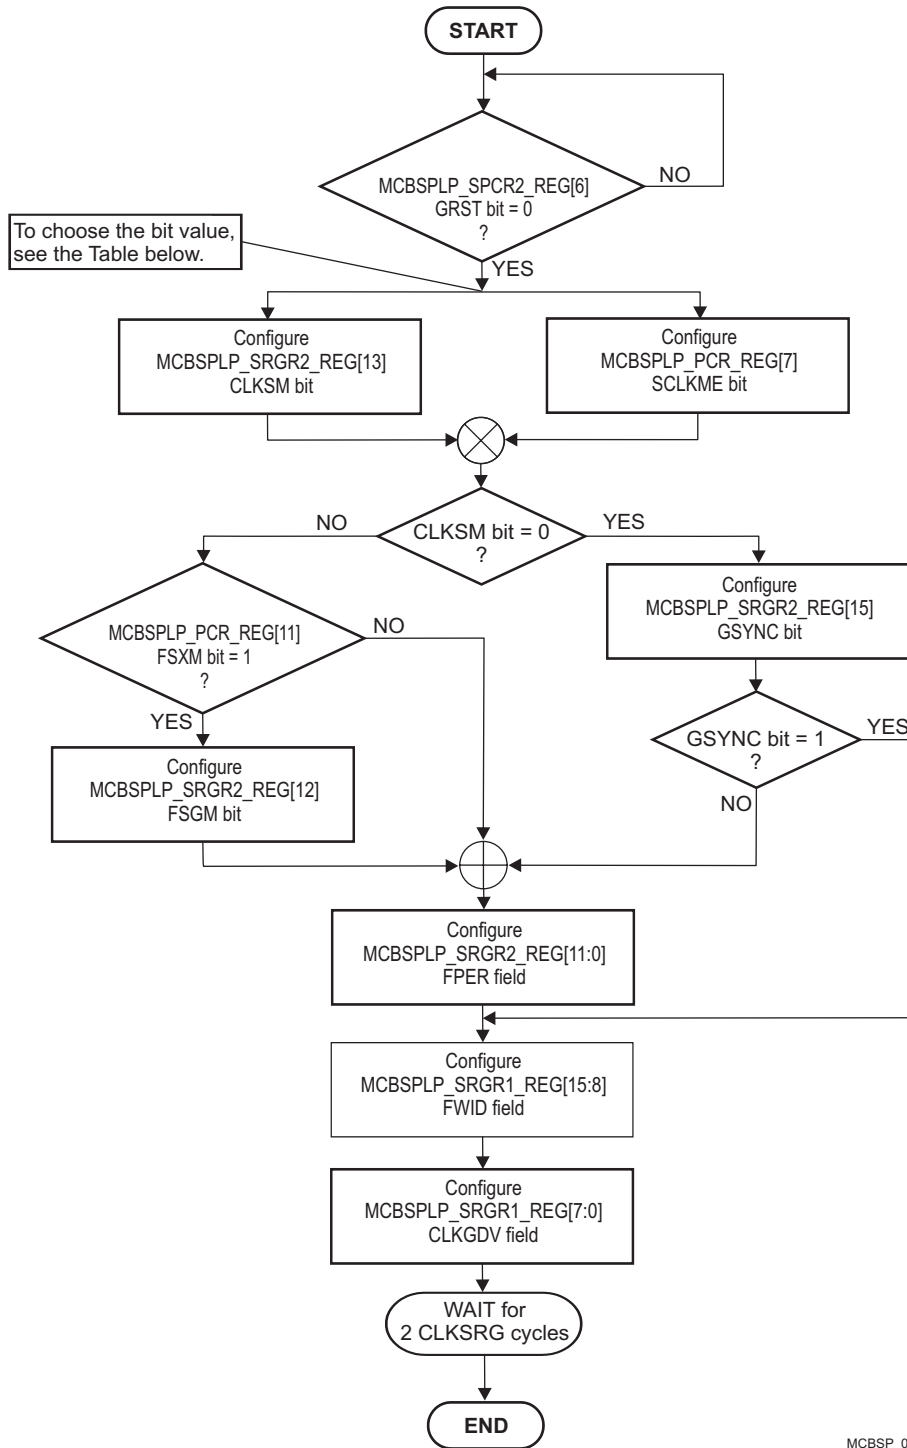 START
MCBSPLP_SPCR2_REG[6]
GRST bit = 0
?
NO
To choose the bit value,
see the Table below.
YES
Configure
MCBSPLP_SRGR2_REG[13]
CLKSM bit
Configure
MCBSPLP_PCR_REG[7]
SCLKME bit
CLKSM bit = 0
?
NO
YES
MCBSPLP_PCR_REG[11]
FSXM bit = 1
?
NO
YES
Configure
MCBSPLP_SRGR2_REG[15]
GSYNC bit
GSYNC bit = 1
?
YES
NO
Configure
MCBSPLP_SRGR2_REG[12]
FSGM bit
Configure
MCBSPLP_SRGR2_REG[11:0]
FPER field
Configure
MCBSPLP_SRGR1_REG[15:8]
FWID field
Configure
MCBSPLP_SRGR1_REG[7:0]
CLKGDV field
WAIT for
2 CLKSRG cycles
END